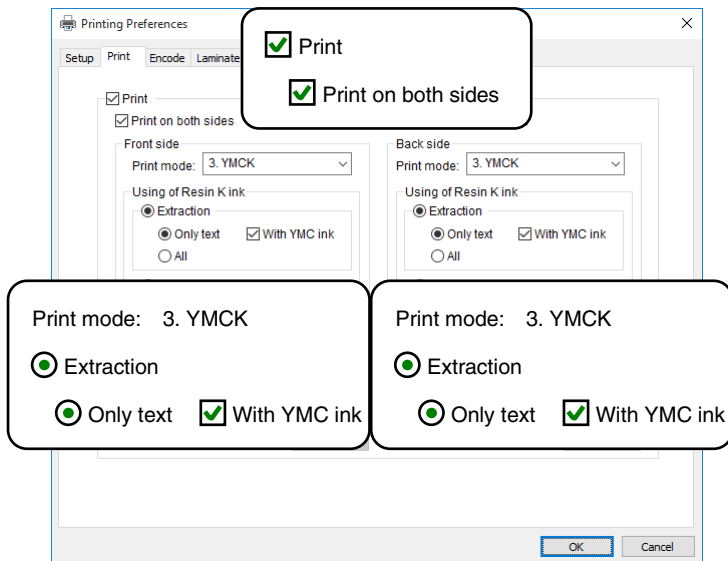 Printing Preferences
Setup Print Encode Laminate
Print
Print on both sides
Print
Print on both sides
Front side
Print mode: 3. YMCK
Using of Resin K ink
Extraction
Only text With YMC ink
All
Back side
Print mode: 3. YMCK
Using of Resin K ink
Extraction
Only text With YMC ink
All
Print mode: 3. YMCK
Extraction
Only text With YMC ink
Print mode: 3. YMCK
Extraction
Only text With YMC ink
OK Cancel